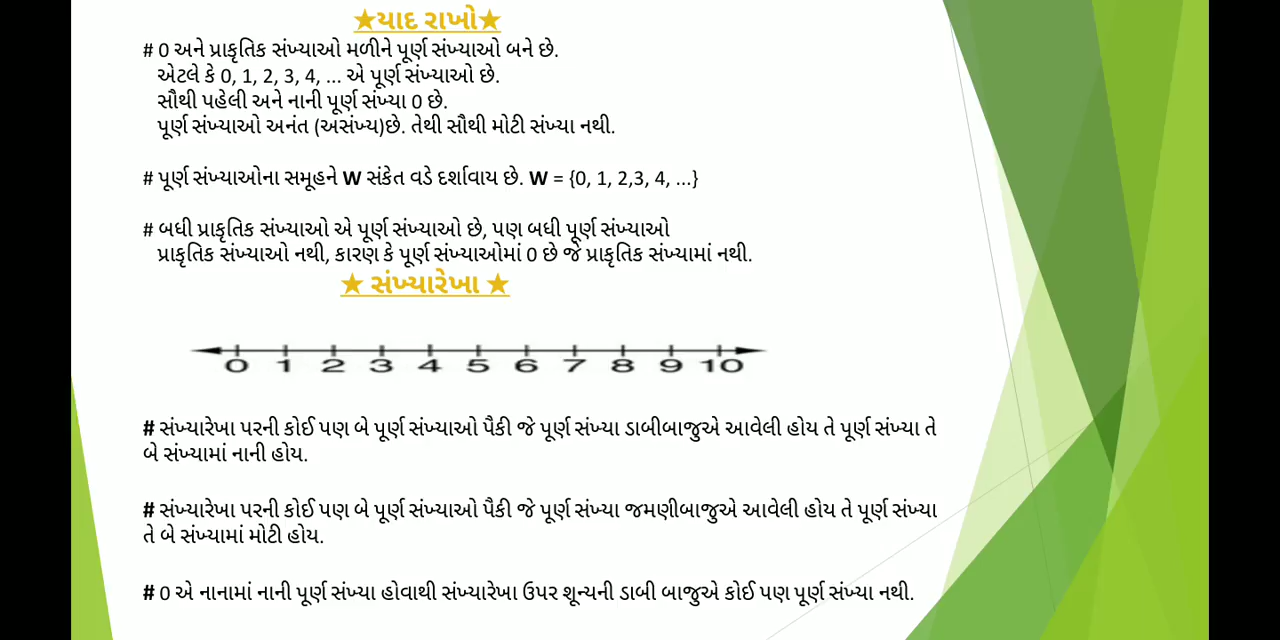 ★યાદ રાખો★
# 0 અને પ્રાકૃતિક સંખ્યાઓ મળીને પૂર્ણ સંખ્યાઓ બને છે.
એટલે કે 0, 1, 2, 3, 4, ... એ પૂર્ણ સંખ્યાઓ છે.
સૌથી પહેલી અને નાની પૂર્ણ સંખ્યા 0 છે.
પૂર્ણ સંખ્યાઓ અનંત (અસંખ્ય)છે. તેથી સૌથી મોટી સંખ્યા નથી.
# પૂર્ણ સંખ્યાઓના સમૂહને W સંકેત વડે દર્શાવાય છે. W = {0, 1, 2,3, 4, ...}
# બધી પ્રાકૃતિક સંખ્યાઓ એ પૂર્ણ સંખ્યાઓ છે, પણ બધી પૂર્ણ સંખ્યાઓ
પ્રાકૃતિક સંખ્યાઓ નથી, કારણ કે પૂર્ણ સંખ્યાઓમાં 0 છે જે પ્રાકૃતિક સંખ્યામાં નથી.
★ સંખ્યારેખા ★
0 1 2 3 4 5 6 7 8 9 10
# સંખ્યારેખા પરની કોઈ પણ બે પૂર્ણ સંખ્યાઓ પૈકી જે પૂર્ણ સંખ્યા ડાબીબાજુએ આવેલી હોય તે પૂર્ણ સંખ્યા તે
બે સંખ્યામાં નાની હોય.
# સંખ્યારેખા પરની કોઈ પણ બે પૂર્ણ સંખ્યાઓ પૈકી જે પૂર્ણ સંખ્યા જમણીબાજુએ આવેલી હોય તે પૂર્ણ સંખ્યા
તે બે સંખ્યામાં મોટી હોય.
# 0 એ નાનામાં નાની પૂર્ણ સંખ્યા હોવાથી સંખ્યારેખા ઉપર શૂન્યની ડાબી બાજુએ કોઈ પણ પૂર્ણ સંખ્યા નથી.